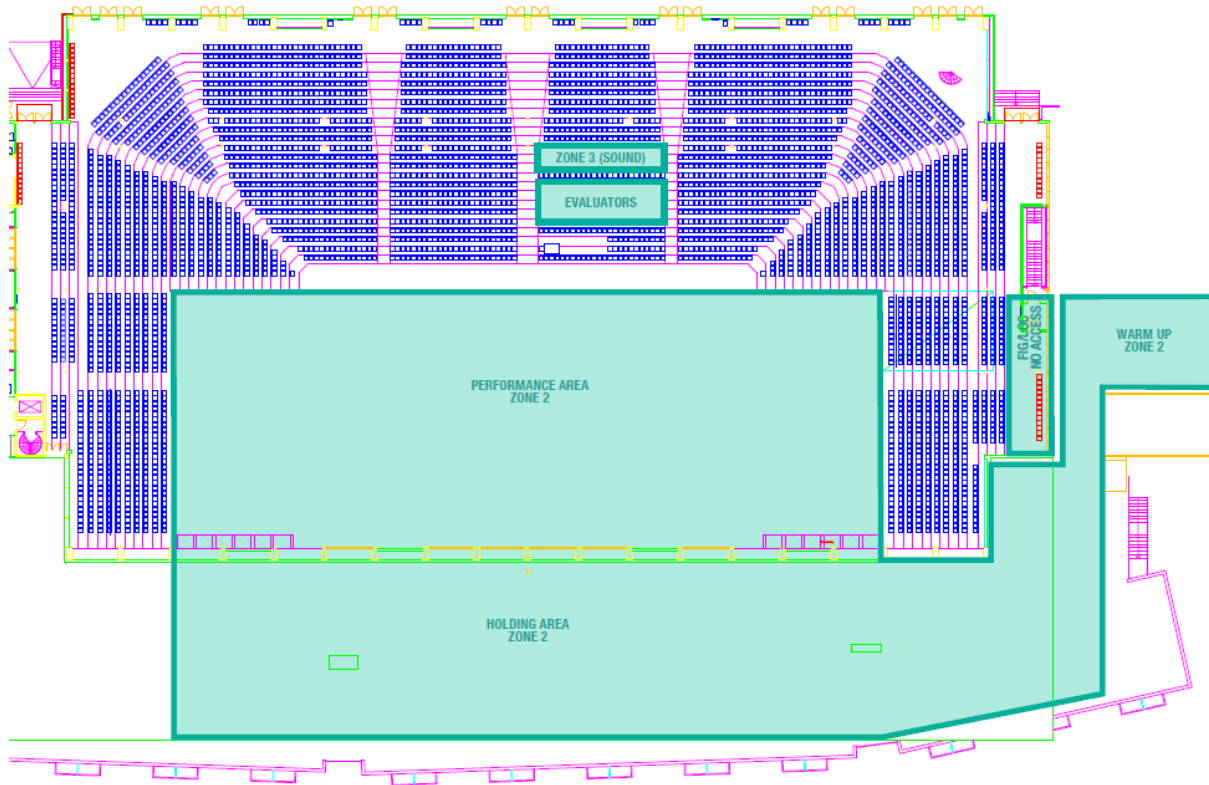 ZONE 3 (SOUND)
EVALUATORS
FIG/LOC
NO ACCESS
WARM UP
ZONE 2
PERFORMANCE AREA
ZONE 2
HOLDING AREA
ZONE 2